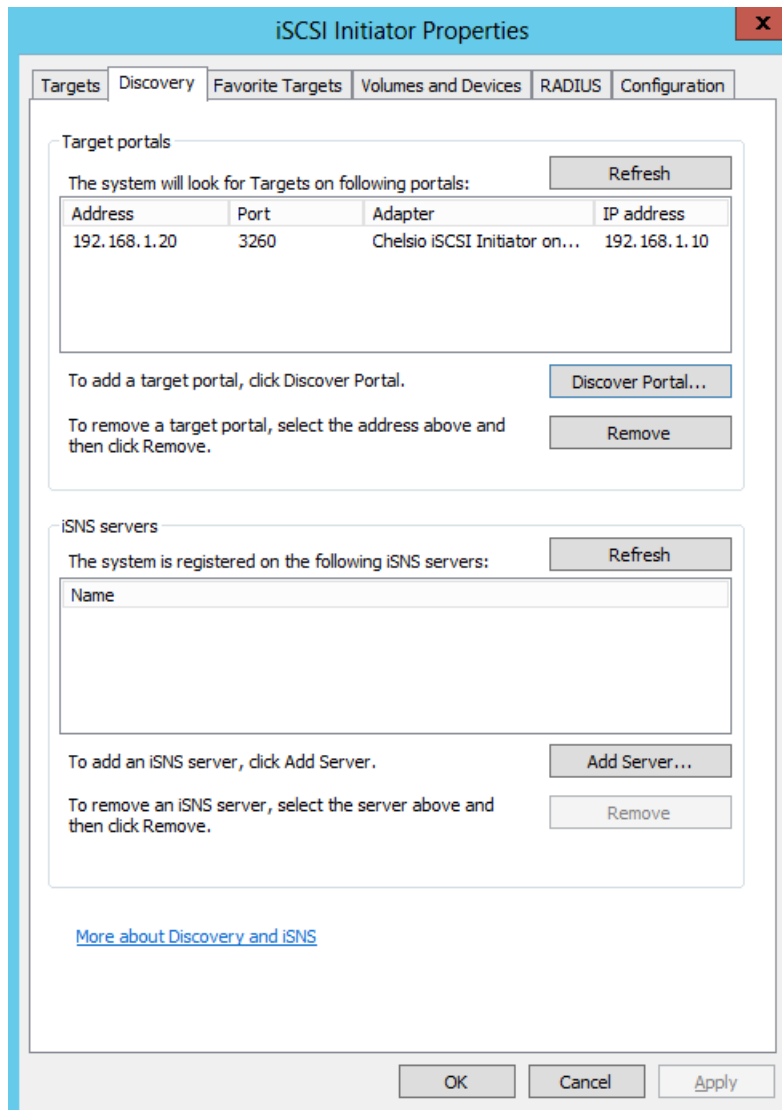 iSCSI Initiator Properties
x
Targets Discovery Favorite Targets Volumes and Devices RADIUS Configuration
Target portals
The system will look for Targets on following portals:
Refresh
Address Port Adapter IP address
192.168.1.20 3260 Chelsio iSCSI Initiator on... 192.168.1.10
To add a target portal, click Discover Portal.
Discover Portal...
To remove a target portal, select the address above and
then click Remove.
Remove
iSNS servers
The system is registered on the following iSNS servers:
Refresh
Name
To add an iSNS server, click Add Server.
Add Server...
To remove an iSNS server, select the server above and
then click Remove.
Remove
More about Discovery and iSNS
OK Cancel Apply